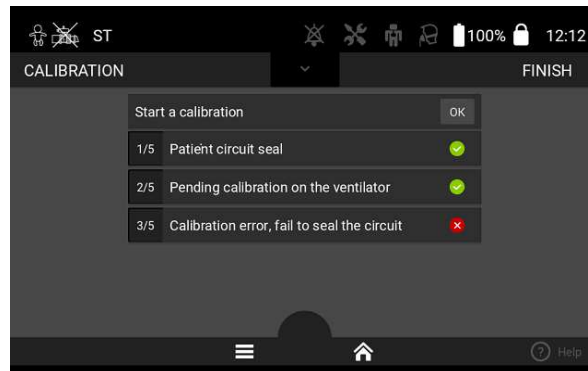 ST 100% 12:12
CALIBRATION FINISH
Start a calibration OK
1/5 Patient circuit seal
2/5 Pending calibration on the ventilator
3/5 Calibration error, fail to seal the circuit
? Help